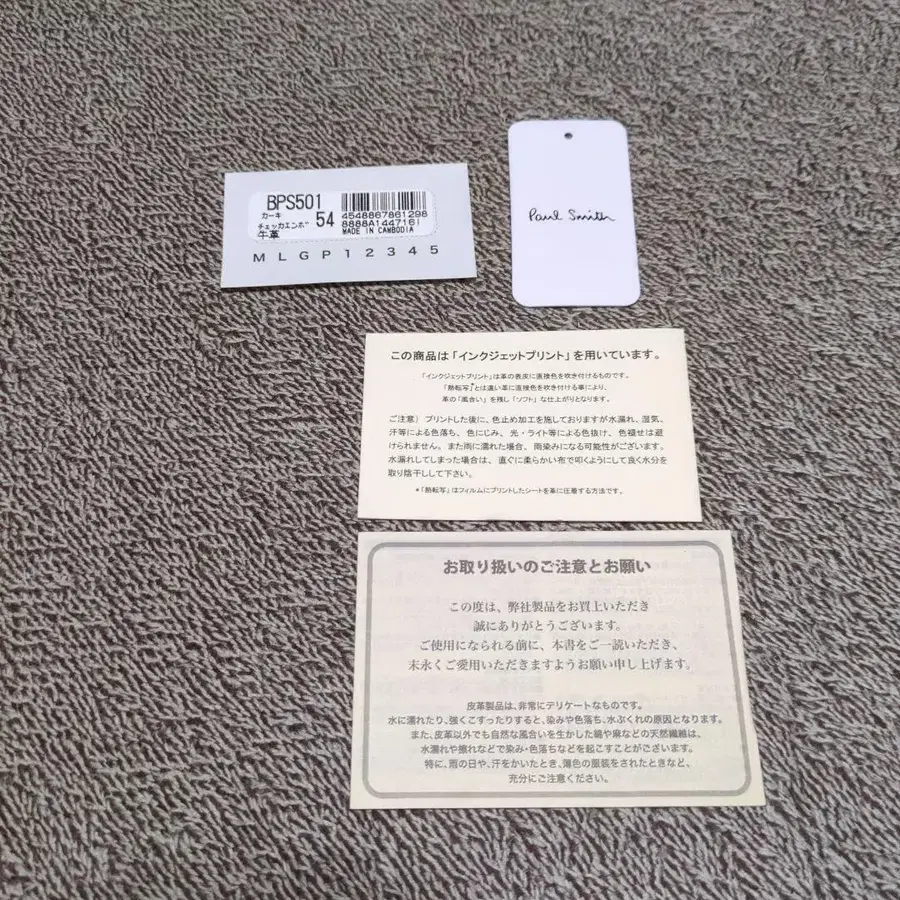 BPS501
カーキ
チェッカエンボ
牛革
54
4548867861298
8888A144716I
MADE IN CAMBODIA
M L G P 1 2 3 4 5
Paul Smith
この商品は「インクジェットプリント」を用いています。
「インクジェットプリント」は革の表皮に直接色を吹き付けるものです。
「熱転写」*とは違い革に直接色を吹き付ける事により、
革の「風合い」を残し「ソフト」な仕上がりとなります。
ご注意) プリントした後に、色止め加工を施しておりますが水漏れ、湿気、
汗等による色落ち、色にじみ、光・ライト等による色抜け、色褪せは避
けられません。また雨に濡れた場合、雨染みになる可能性がございます。
水漏れしてしまった場合は、直ぐに柔らかい布で叩くようにして良く水分を
取り陰干しして下さい。
*「熱転写」はフィルムにプリントしたシートを革に圧着する方法です。
お取り扱いのご注意とお願い
この度は、弊社製品をお買上いただき
誠にありがとうございます。
ご使用になられる前に、本書をご一読いただき、
末永くご愛用いただきますようお願い申し上げます。
皮革製品は、非常にデリケートなものです。
水に濡れたり、強くこすったりすると、染みや色落ち、水ぶくれの原因となります。
また、皮革以外でも自然な風合いを生かした綿や麻などの天然繊維は、
水濡れや擦れなどで染み・色落ちなどを起こすことがございます。
特に、雨の日や、汗をかいたとき、薄色の服装をされたときなど、
充分にご注意ください。